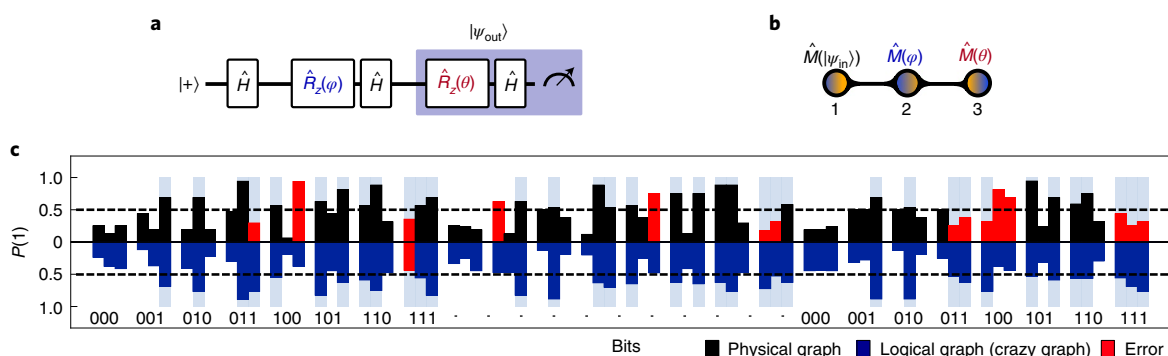 a
|ψout⟩
|+⟩ Ĥ R̂z(φ) Ĥ R̂z(θ) Ĥ
b
M̂(|ψin⟩) M̂(φ) M̂(θ)
1 2 3
c
1.0
0.5
0
0.5
1.0
P(1)
000 001 010 011 100 101 110 111 - - - - - - - - 000 001 010 011 100 101 110 111
Bits
Physical graph Logical graph (crazy graph) Error